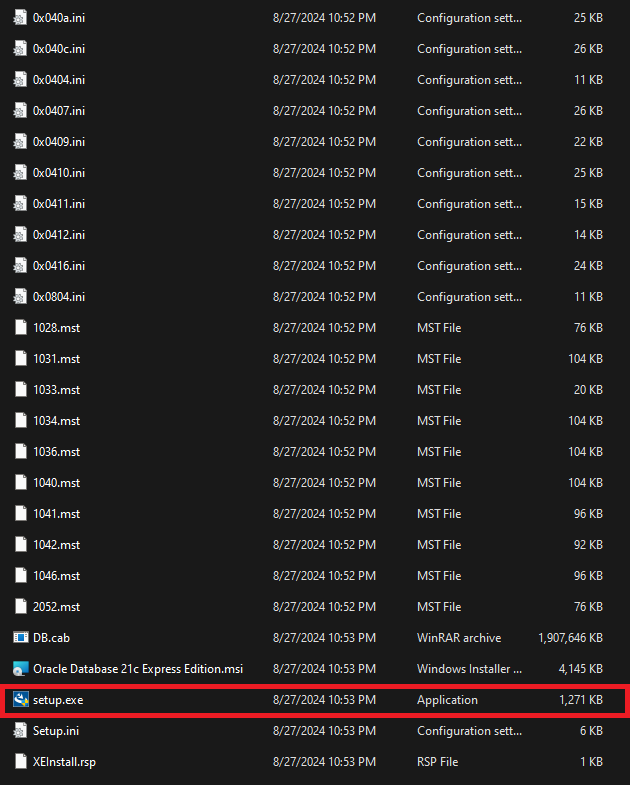 0x040a.ini 8/27/2024 10:52 PM Configuration sett... 25 KB
0x040c.ini 8/27/2024 10:52 PM Configuration sett... 26 KB
0x0404.ini 8/27/2024 10:52 PM Configuration sett... 11 KB
0x0407.ini 8/27/2024 10:52 PM Configuration sett... 26 KB
0x0409.ini 8/27/2024 10:52 PM Configuration sett... 22 KB
0x0410.ini 8/27/2024 10:52 PM Configuration sett... 25 KB
0x0411.ini 8/27/2024 10:52 PM Configuration sett... 15 KB
0x0412.ini 8/27/2024 10:52 PM Configuration sett... 14 KB
0x0416.ini 8/27/2024 10:52 PM Configuration sett... 24 KB
0x0804.ini 8/27/2024 10:52 PM Configuration sett... 11 KB
1028.mst 8/27/2024 10:52 PM MST File 76 KB
1031.mst 8/27/2024 10:52 PM MST File 104 KB
1033.mst 8/27/2024 10:52 PM MST File 20 KB
1034.mst 8/27/2024 10:52 PM MST File 104 KB
1036.mst 8/27/2024 10:52 PM MST File 104 KB
1040.mst 8/27/2024 10:52 PM MST File 104 KB
1041.mst 8/27/2024 10:52 PM MST File 96 KB
1042.mst 8/27/2024 10:52 PM MST File 92 KB
1046.mst 8/27/2024 10:52 PM MST File 96 KB
2052.mst 8/27/2024 10:52 PM MST File 76 KB
DB.cab 8/27/2024 10:53 PM WinRAR archive 1,907,646 KB
Oracle Database 21c Express Edition.msi 8/27/2024 10:53 PM Windows Installer ... 4,145 KB
setup.exe 8/27/2024 10:53 PM Application 1,271 KB
Setup.ini 8/27/2024 10:53 PM Configuration sett... 6 KB
XEInstall.rsp 8/27/2024 10:53 PM RSP File 1 KB